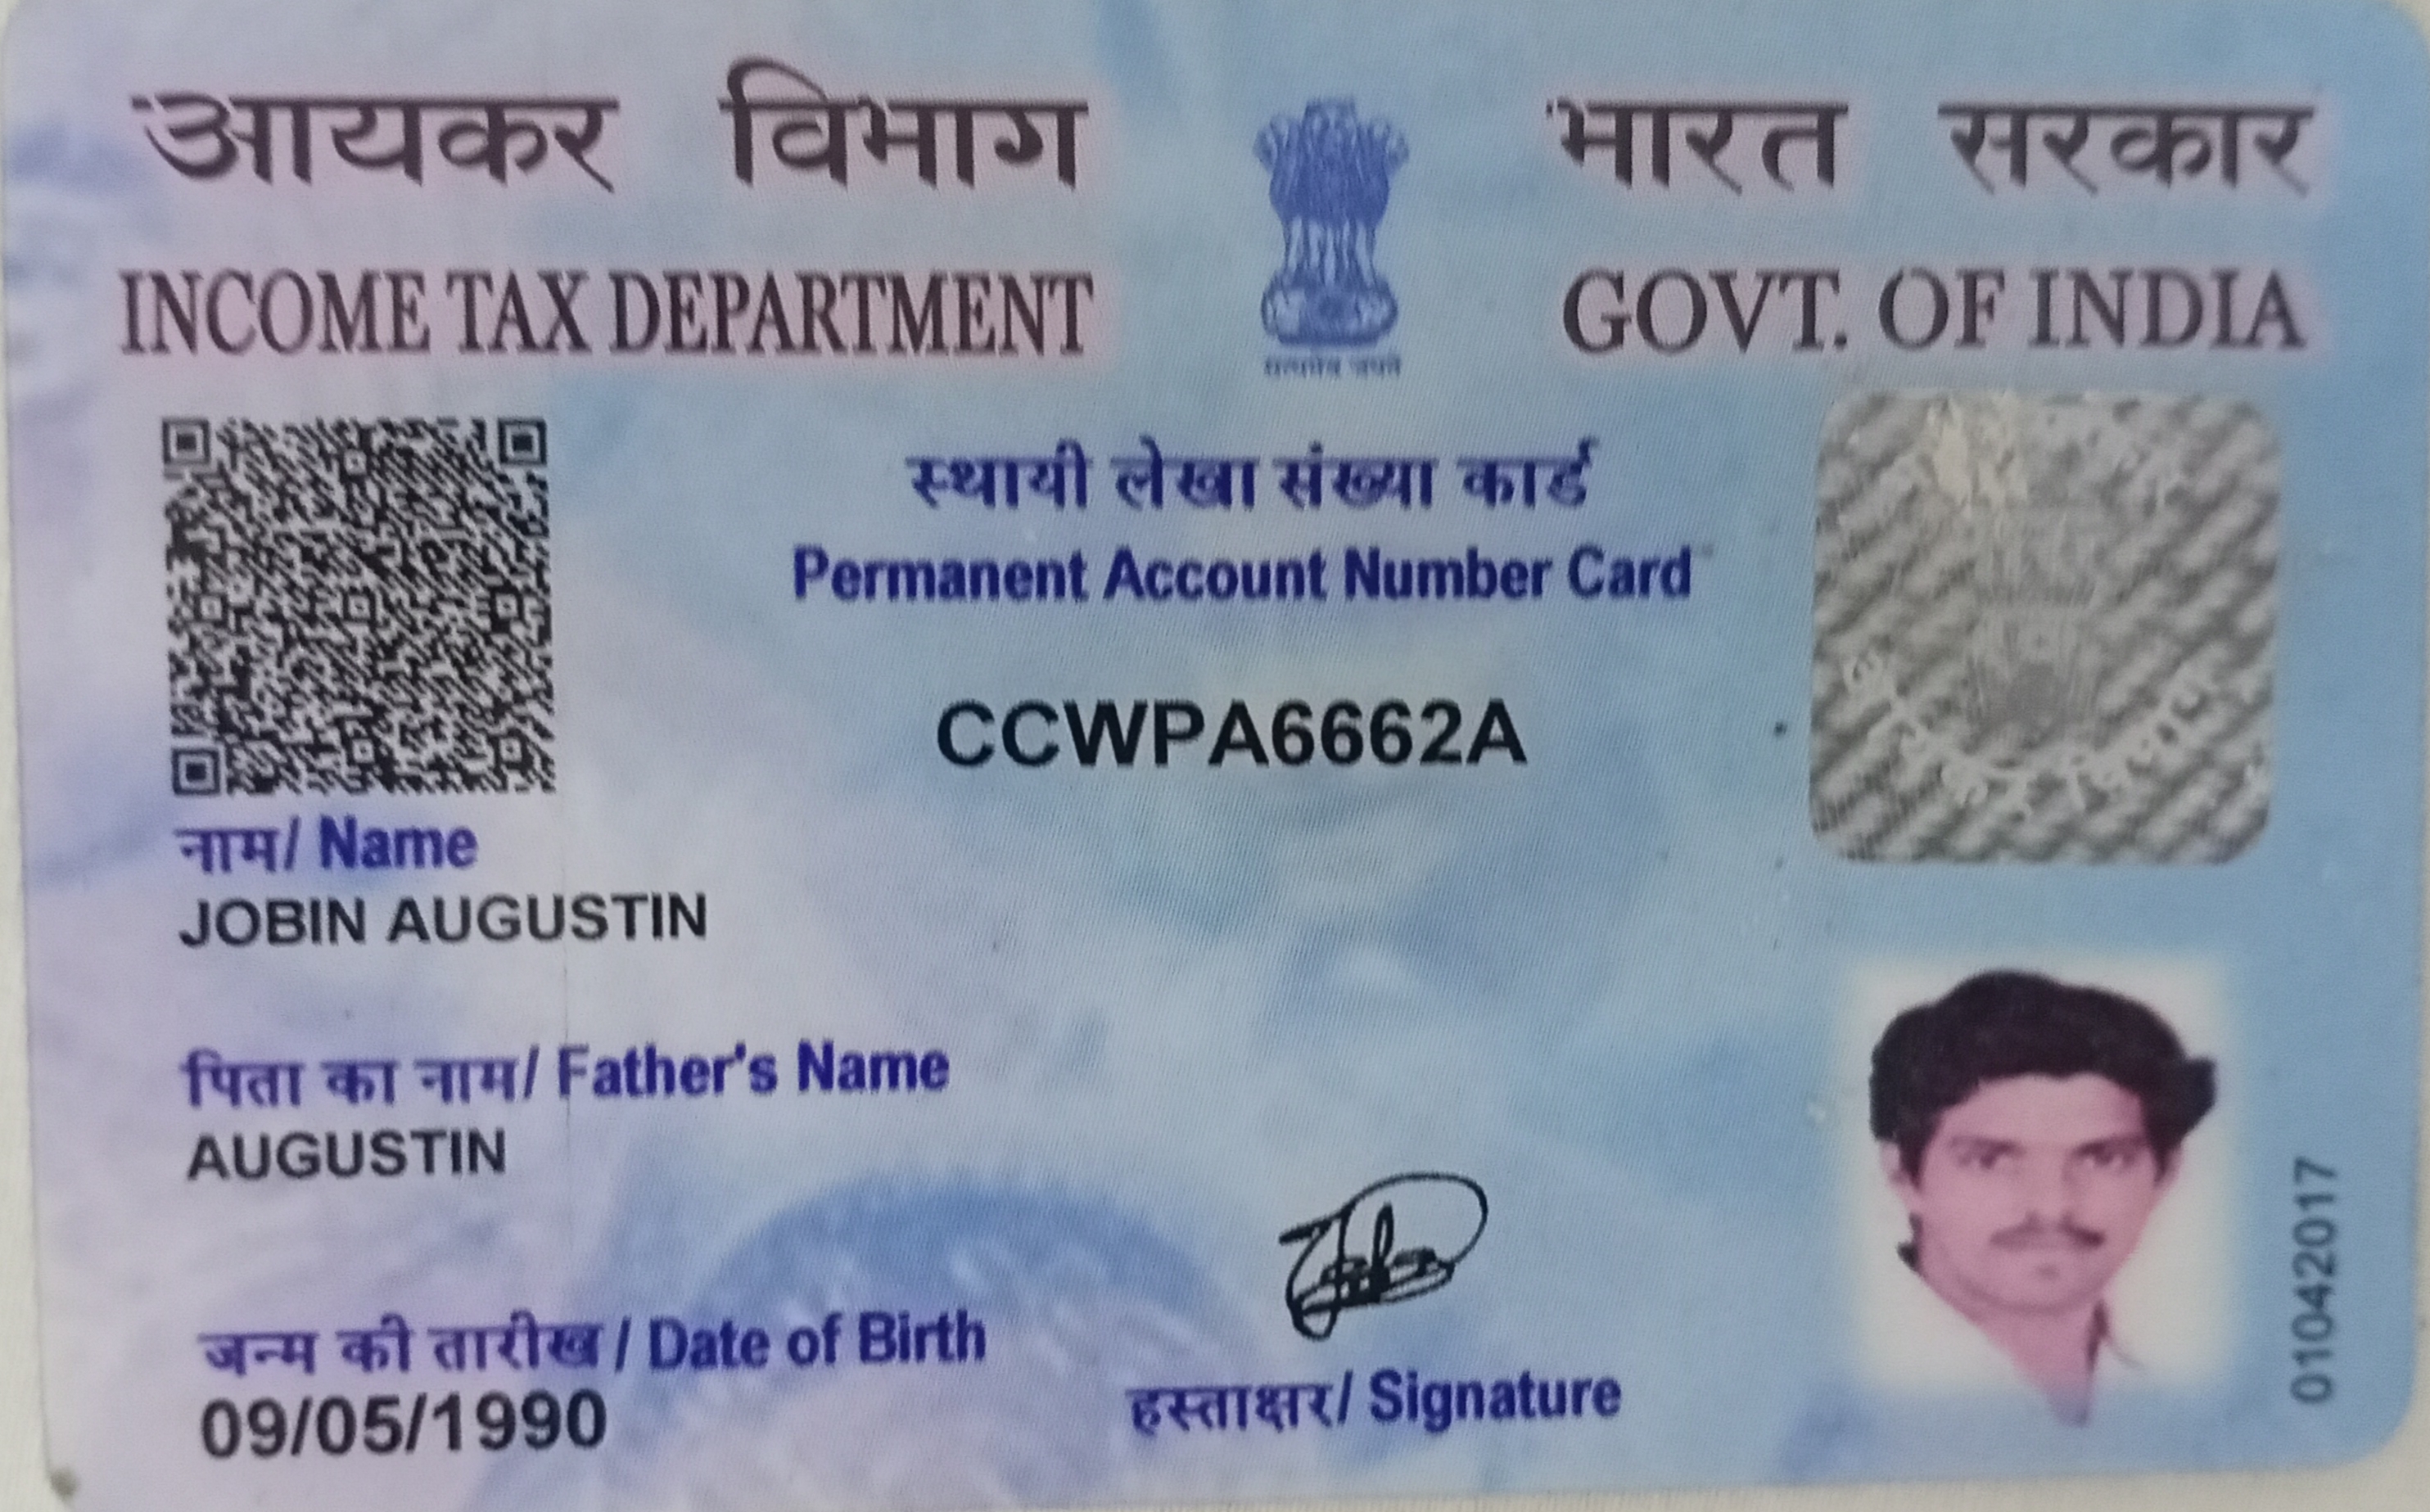 आयकर विभाग
INCOME TAX DEPARTMENT
भारत सरकार
GOVT. OF INDIA
सत्यमेव जयते
स्थायी लेखा संख्या कार्ड
Permanent Account Number Card
CCWPA6662A
नाम/ Name
JOBIN AUGUSTIN
पिता का नाम/ Father's Name
AUGUSTIN
जन्म की तारीख / Date of Birth
09/05/1990
हस्ताक्षर/ Signature
01042017